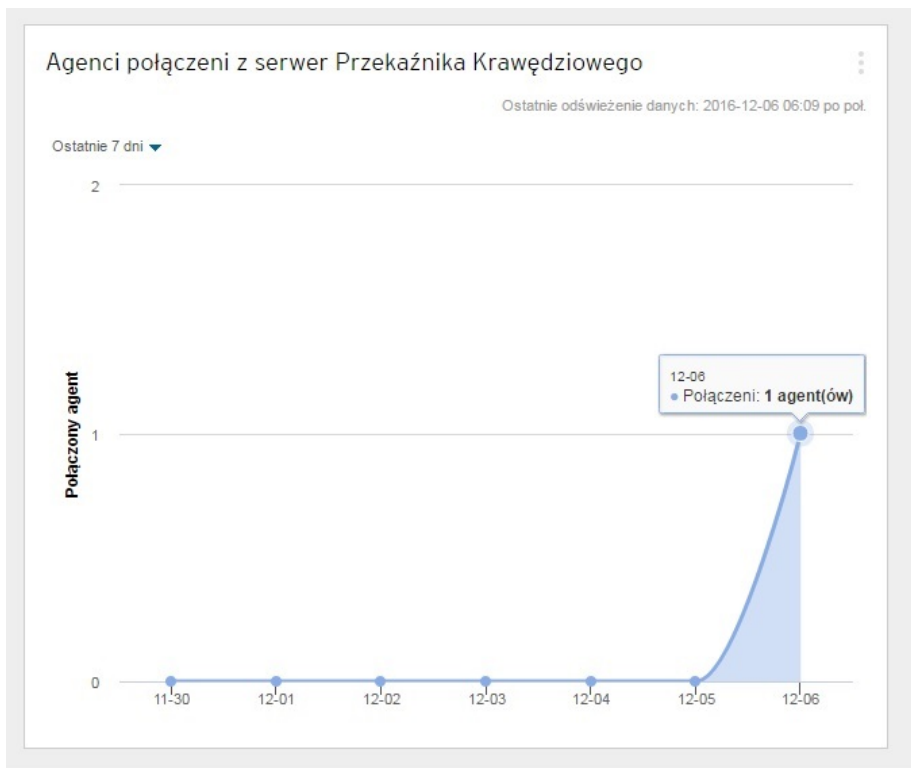 Agenci połączeni z serwer Przekaźnika Krawędziowego
Ostatnie odświeżenie danych: 2016-12-06 06:09 po poł.
Ostatnie 7 dni
2
12-06
Połączeni: 1 agent(ów)
Połączony agent
1
0
11-30 12-01 12-02 12-03 12-04 12-05 12-06